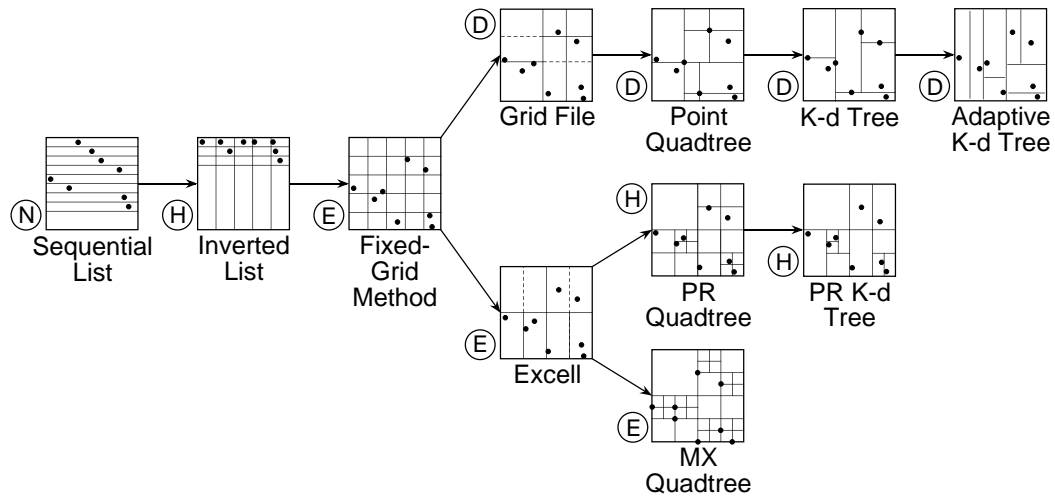 D
Grid File
D
Point
Quadtree
D
K-d Tree
D
Adaptive
K-d Tree
N
Sequential
List
H
Inverted
List
E
Fixed-
Grid
Method
H
PR
Quadtree
H
PR K-d
Tree
E
Excell
E
MX
Quadtree